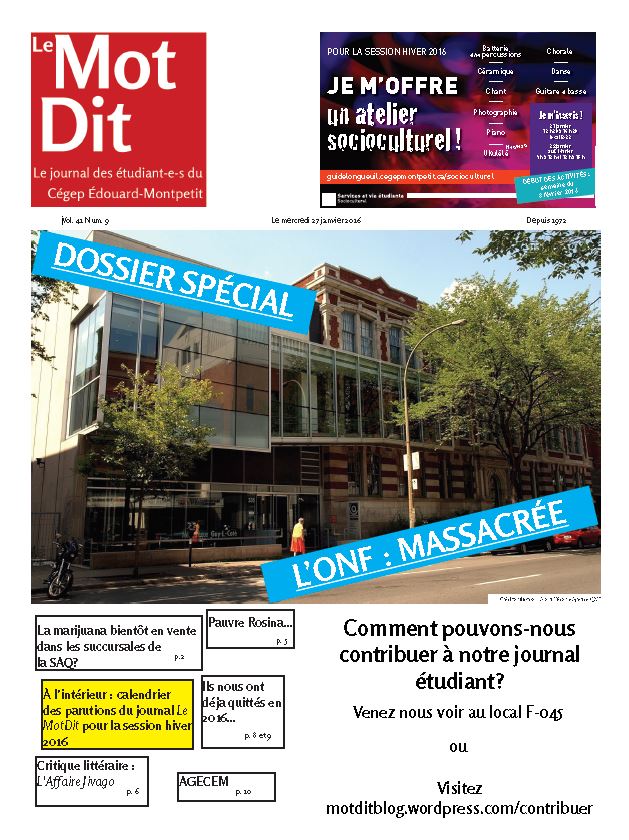 Le Mot
Dit
Le journal des étudiant-e-s du
Cégep Édouard-Montpetit
POUR LA SESSION HIVER 2016
JE M'OFFRE
un atelier
socioculturel !
Batterie
et percussions
Céramique
Chant
Photographie
Piano
Ukulélé
Chorale
Danse
Guitare et basse
Je m'inscris !
guidelongueuil.cegepmontpetit.ca/socioculturel
DÉBUT DES ACTIVITÉS :
semaine du
8 février 2016
Services et vie étudiante
Socioculturel
Vol. 41 Num. 9
Le mercredi 27 janvier 2016
Depuis 1972
DOSSIER SPÉCIAL
L'ONF : MASSACRÉE
La marijuana bientôt en vente
dans les succursales de
la SAQ? p.2
Pauvre Rosina...
p. 5
À l'intérieur : calendrier
des parutions du journal Le
MotDit pour la session hiver
2016
Ils nous ont
déja quittés en
2016...
p. 8 et 9
Critique littéraire :
L'Affaire Jivago p. 6
AGECEM
p. 10
Comment pouvons-nous
contribuer à notre journal
étudiant?
Venez nous voir au local F-045
ou
Visitez
motditblog.wordpress.com/contribuer